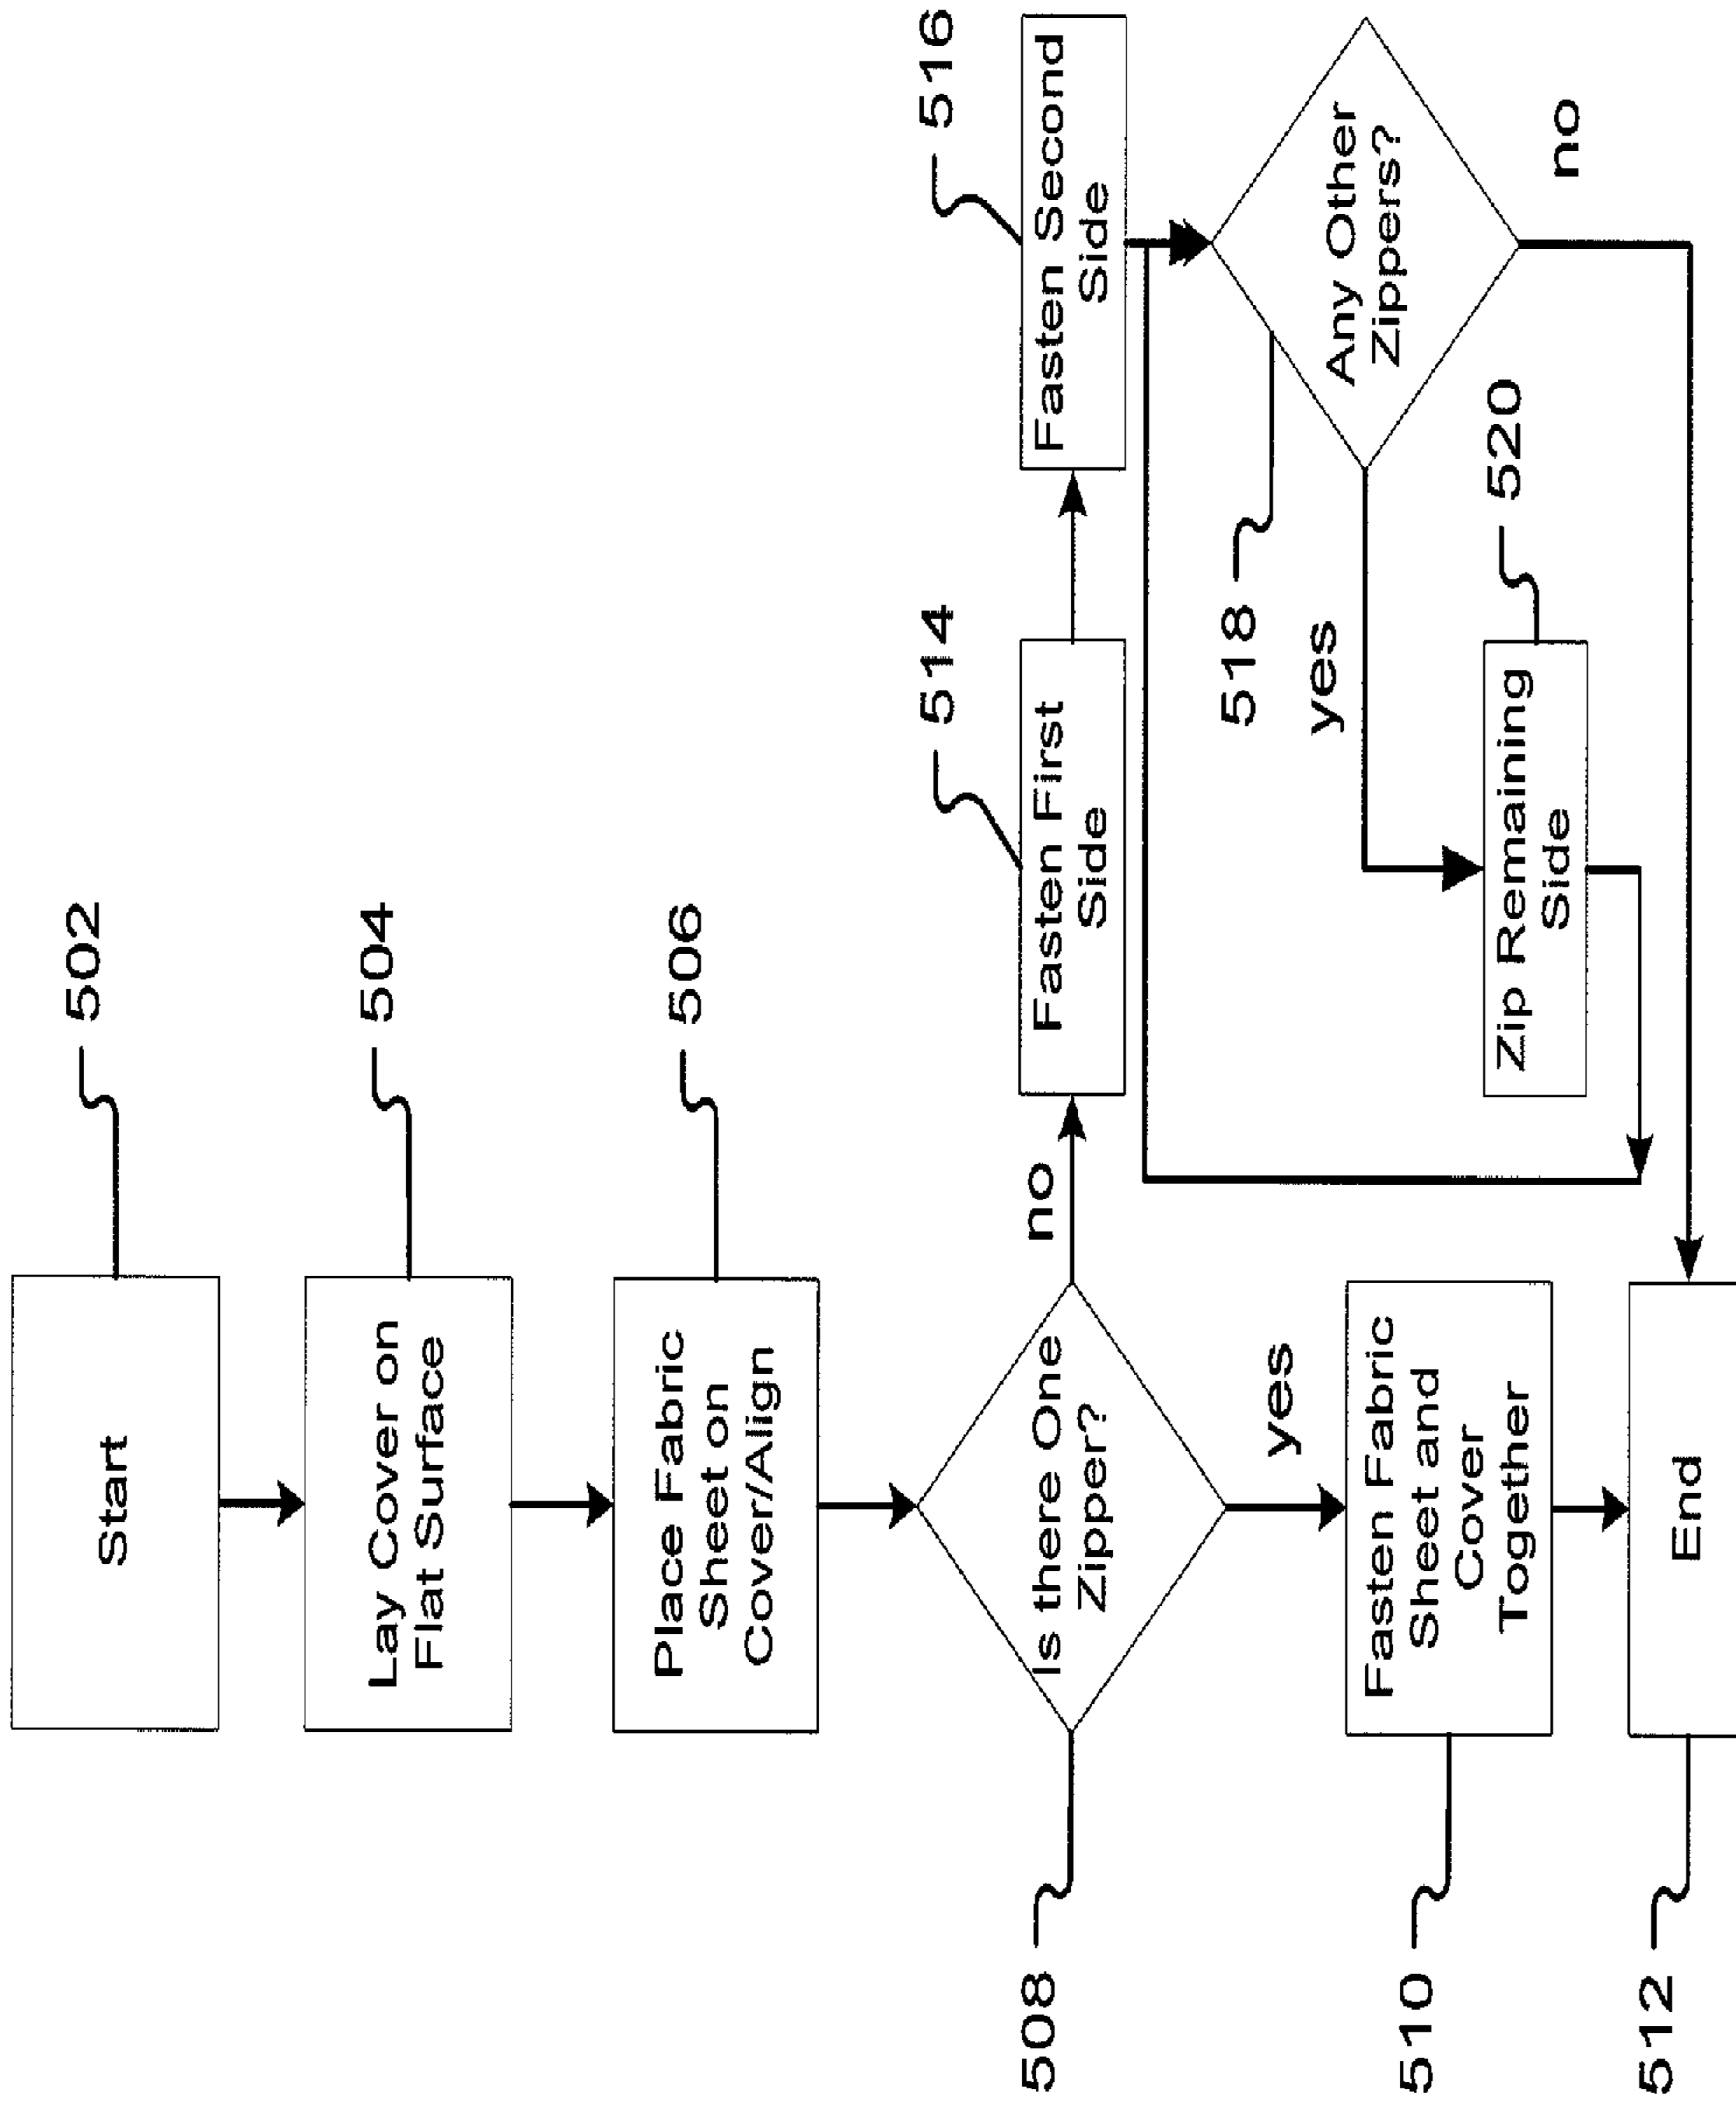 Start
502
Lay Cover on
Flat Surface
504
Place Fabric
Sheet on
Cover/Align
506
Is there One
Zipper?
508
no
yes
Fasten Fabric
Sheet and
Cover
Together
510
End
512
Fasten First
Side
514
Fasten Second
Side
516
Any Other
Zippers?
518
yes
no
Zip Remaining
Side
520